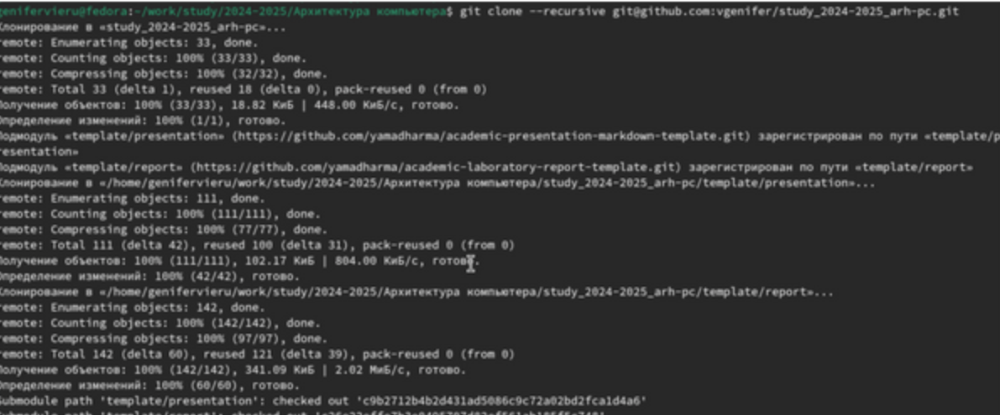 genifervieru@fedora:~/work/study/2024-2025/Архитектура компьютера$ git clone --recursive git@github.com:vgenifer/study_2024-2025_arh-pc.git
Клонирование в «study_2024-2025_arh-pc»...
remote: Enumerating objects: 33, done.
remote: Counting objects: 100% (33/33), done.
remote: Compressing objects: 100% (32/32), done.
remote: Total 33 (delta 1), reused 18 (delta 0), pack-reused 0 (from 0)
Получение объектов: 100% (33/33), 18.82 КиБ | 448.00 КиБ/с, готово.
Определение изменений: 100% (1/1), готово.
Подмодуль «template/presentation» (https://github.com/yamadharma/academic-presentation-markdown-template.git) зарегистрирован по пути «template/p
resentation»
Подмодуль «template/report» (https://github.com/yamadharma/academic-laboratory-report-template.git) зарегистрирован по пути «template/report»
Клонирование в «/home/genifervieru/work/study/2024-2025/Архитектура компьютера/study_2024-2025_arh-pc/template/presentation»...
remote: Enumerating objects: 111, done.
remote: Counting objects: 100% (111/111), done.
remote: Compressing objects: 100% (77/77), done.
remote: Total 111 (delta 42), reused 100 (delta 31), pack-reused 0 (from 0)
Получение объектов: 100% (111/111), 102.17 КиБ | 804.00 КиБ/с, готово.
Определение изменений: 100% (42/42), готово.
Клонирование в «/home/genifervieru/work/study/2024-2025/Архитектура компьютера/study_2024-2025_arh-pc/template/report»...
remote: Enumerating objects: 142, done.
remote: Counting objects: 100% (142/142), done.
remote: Compressing objects: 100% (97/97), done.
remote: Total 142 (delta 60), reused 121 (delta 39), pack-reused 0 (from 0)
Получение объектов: 100% (142/142), 341.09 КиБ | 2.02 МиБ/с, готово.
Определение изменений: 100% (60/60), готово.
Submodule path 'template/presentation': checked out 'c9b2712b4b2d431ad5086c9c72a02bd2fca1d4a6'
Submodule path 'template/report': checked out